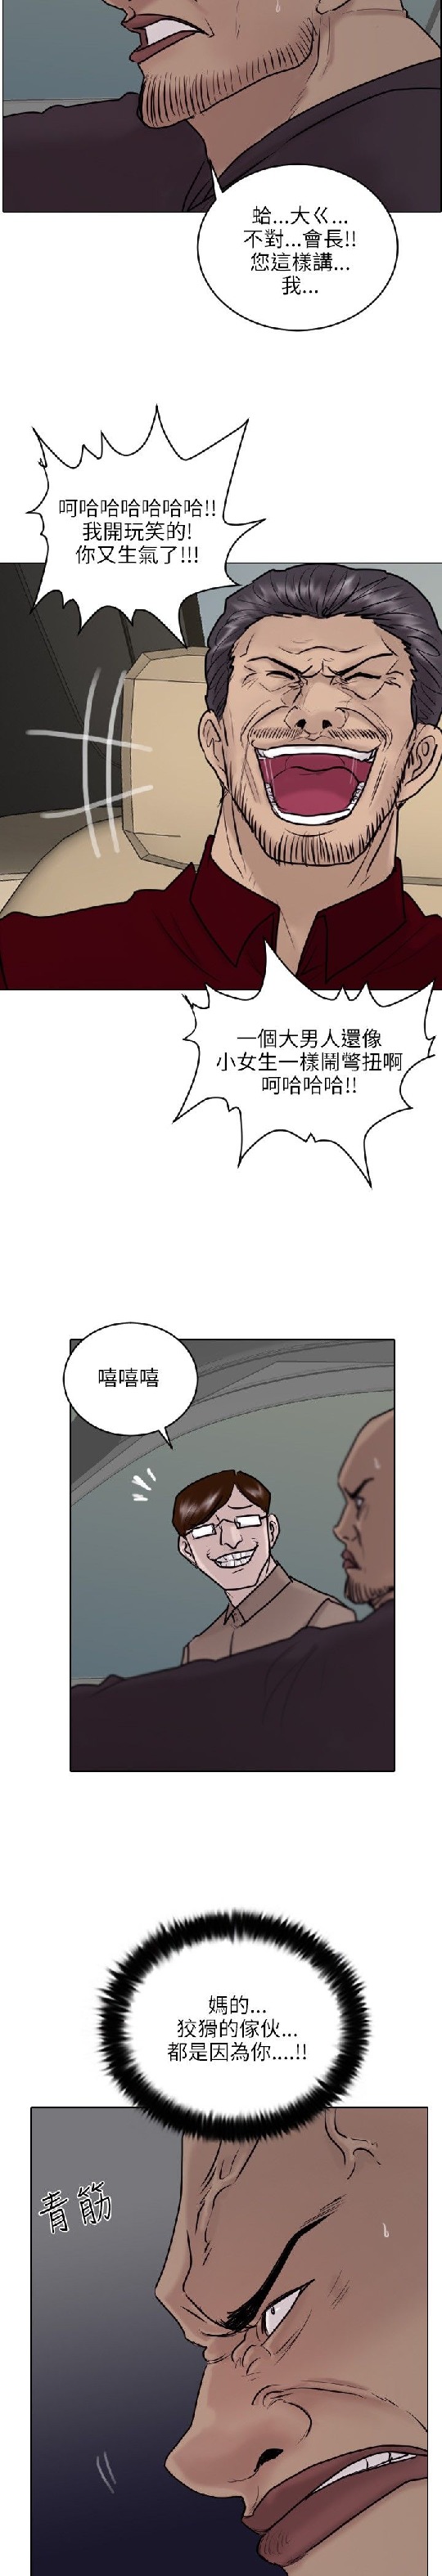 蛤...大ㄍ...
不對...會長!!
您這樣講...
我...
呵哈哈哈哈哈哈!!
我開玩笑的!
你又生氣了!!!
一個大男人還像
小女生一樣鬧彆扭啊
呵哈哈哈!!
嘻嘻嘻
媽的...
狡猾的傢伙...
都是因為你....!!
青筋